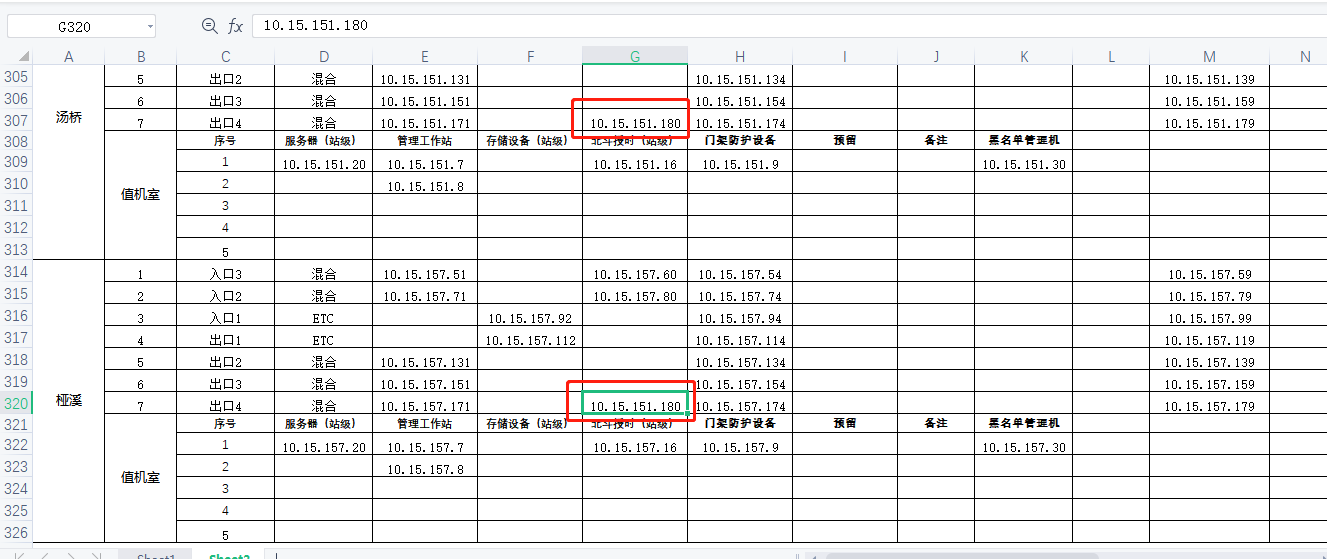 G320 fx 10.15.151.180
A B C D E F G H I J K L M N
305 5 出口2 混合 10.15.151.131 10.15.151.134 10.15.151.139
306 6 出口3 混合 10.15.151.151 10.15.151.154 10.15.151.159
307 汤桥 7 出口4 混合 10.15.151.171 10.15.151.180 10.15.151.174 10.15.151.179
308 序号 服务器（站级） 管理工作站 存储设备（站级） 北斗授时（站级） 门架防护设备 预留 备注 黑名单管理机
309 1 10.15.151.20 10.15.151.7 10.15.151.16 10.15.151.9 10.15.151.30
310 值机室 2 10.15.151.8
311 3
312 4
313 5
314 1 入口3 混合 10.15.157.51 10.15.157.60 10.15.157.54 10.15.157.59
315 2 入口2 混合 10.15.157.71 10.15.157.80 10.15.157.74 10.15.157.79
316 3 入口1 ETC 10.15.157.92 10.15.157.94 10.15.157.99
317 4 出口1 ETC 10.15.157.112 10.15.157.114 10.15.157.119
318 5 出口2 混合 10.15.157.131 10.15.157.134 10.15.157.139
319 6 出口3 混合 10.15.157.151 10.15.157.154 10.15.157.159
320 桠溪 7 出口4 混合 10.15.157.171 10.15.151.180 10.15.157.174 10.15.157.179
321 序号 服务器（站级） 管理工作站 存储设备（站级） 北斗授时（站级） 门架防护设备 预留 备注 黑名单管理机
322 1 10.15.157.20 10.15.157.7 10.15.157.16 10.15.157.9 10.15.157.30
323 值机室 2 10.15.157.8
324 3
325 4
326 5
Sheet1